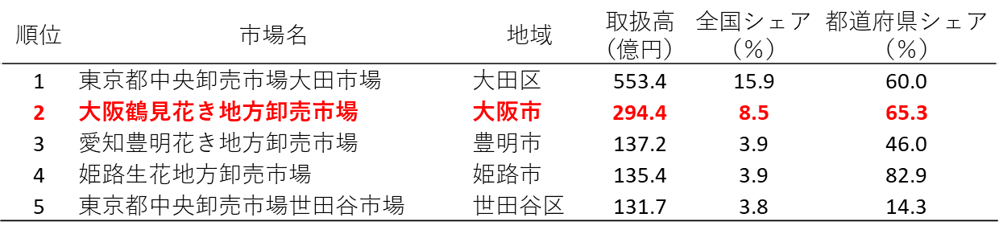 順位 市場名 地域 取扱高 (億円) 全国シェア (%) 都道府県シェア (%)
1 東京都中央卸売市場大田市場 大田区 553.4 15.9 60.0
2 大阪鶴見花き地方卸売市場 大阪市 294.4 8.5 65.3
3 愛知豊明花き地方卸売市場 豊明市 137.2 3.9 46.0
4 姫路生花地方卸売市場 姫路市 135.4 3.9 82.9
5 東京都中央卸売市場世田谷市場 世田谷区 131.7 3.8 14.3